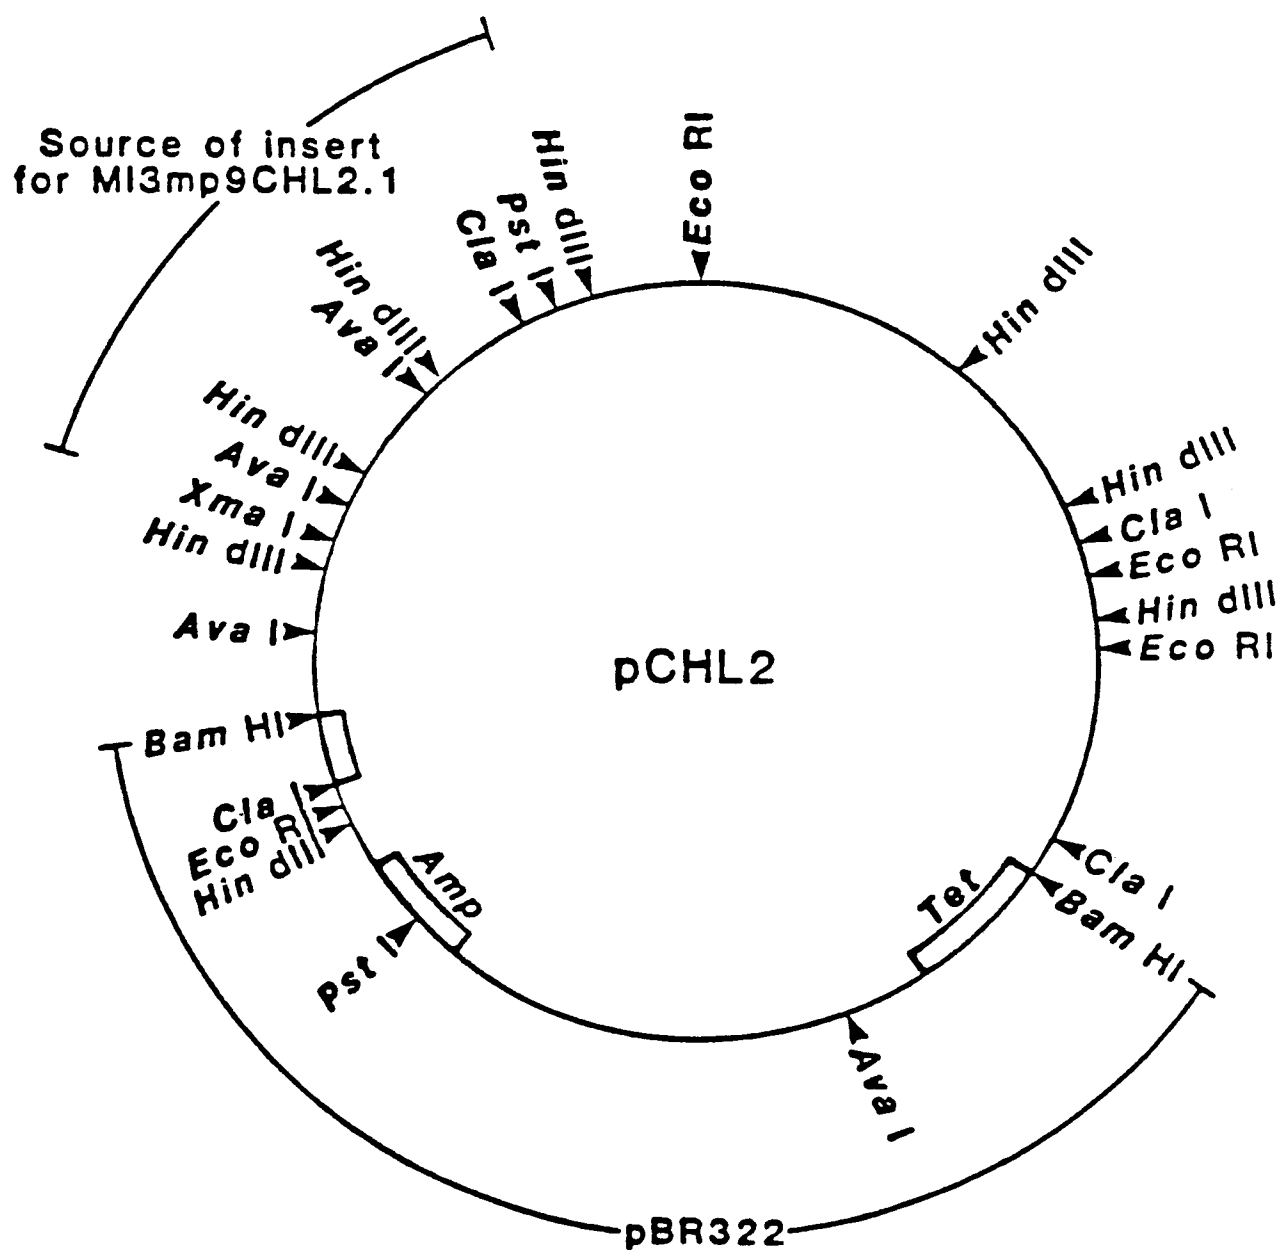 Source of insert
for MI3mp9CHL2.1
Hin dIII
Pst I
Cla I
Hin dIII
Ava I
Hin dIII
Ava I
Xma I
Hin dIII
Ava I
Bam HI
Cla I
Eco RI
Hin dIII
Pst I
Amp
Eco RI
Hin dIII
Hin dIII
Cla I
Eco RI
Hin dIII
Eco RI
Cla I
Bam HI
Tet
Ava I
pCHL2
pBR322